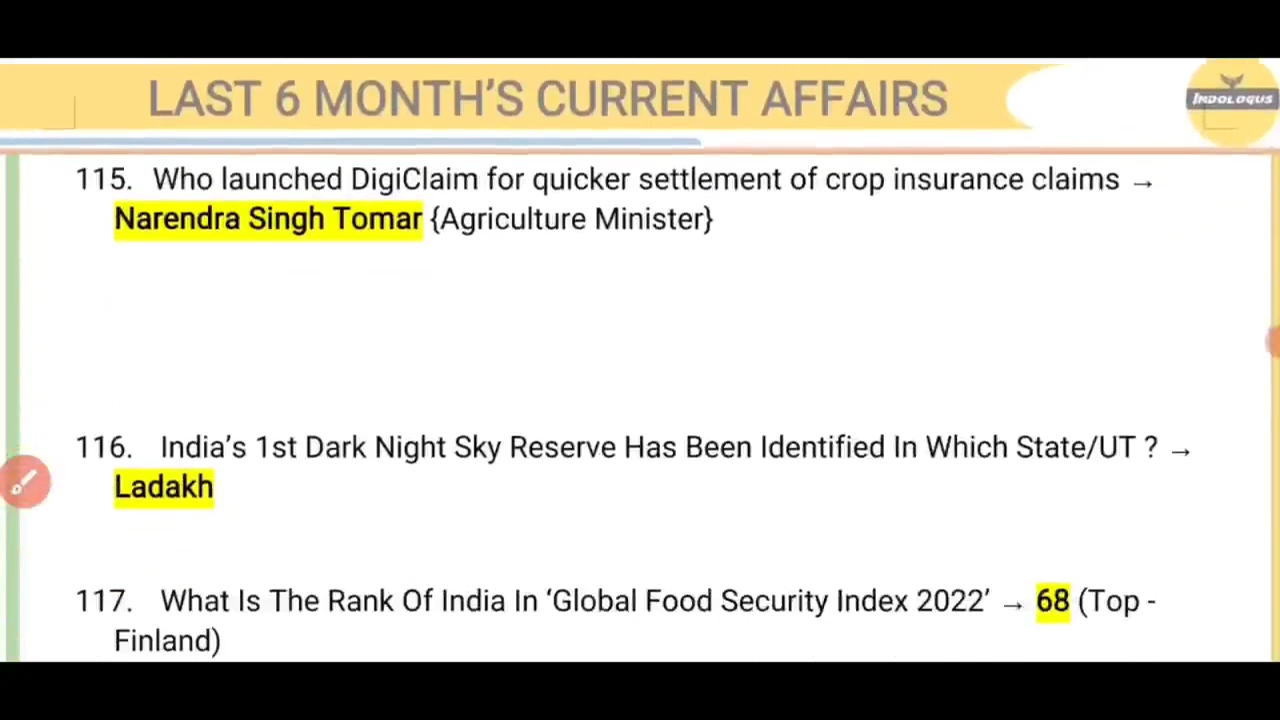 LAST 6 MONTH'S CURRENT AFFAIRS
INDOLOQUS
115. Who launched DigiClaim for quicker settlement of crop insurance claims →
Narendra Singh Tomar {Agriculture Minister}
116. India's 1st Dark Night Sky Reserve Has Been Identified In Which State/UT ? →
Ladakh
117. What Is The Rank Of India In ‘Global Food Security Index 2022’ → 68 (Top -
Finland)